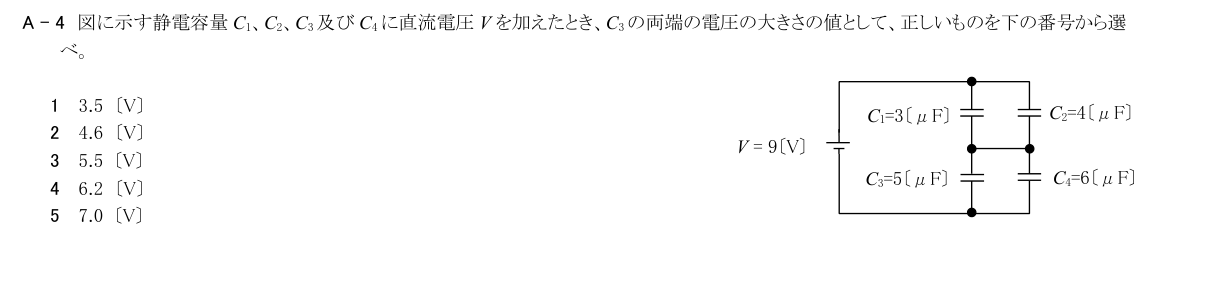 A－4 図に示す静電容量 C₁、C₂、C₃ 及び C₄ に直流電圧 V を加えたとき、C₃ の両端の電圧の大きさの値として、正しいものを下の番号から選
べ。
1 3.5 〔V〕
2 4.6 〔V〕
3 5.5 〔V〕
4 6.2 〔V〕
5 7.0 〔V〕
C₁=3〔μF〕 C₂=4〔μF〕
V = 9〔V〕
C₃=5〔μF〕 C₄=6〔μF〕